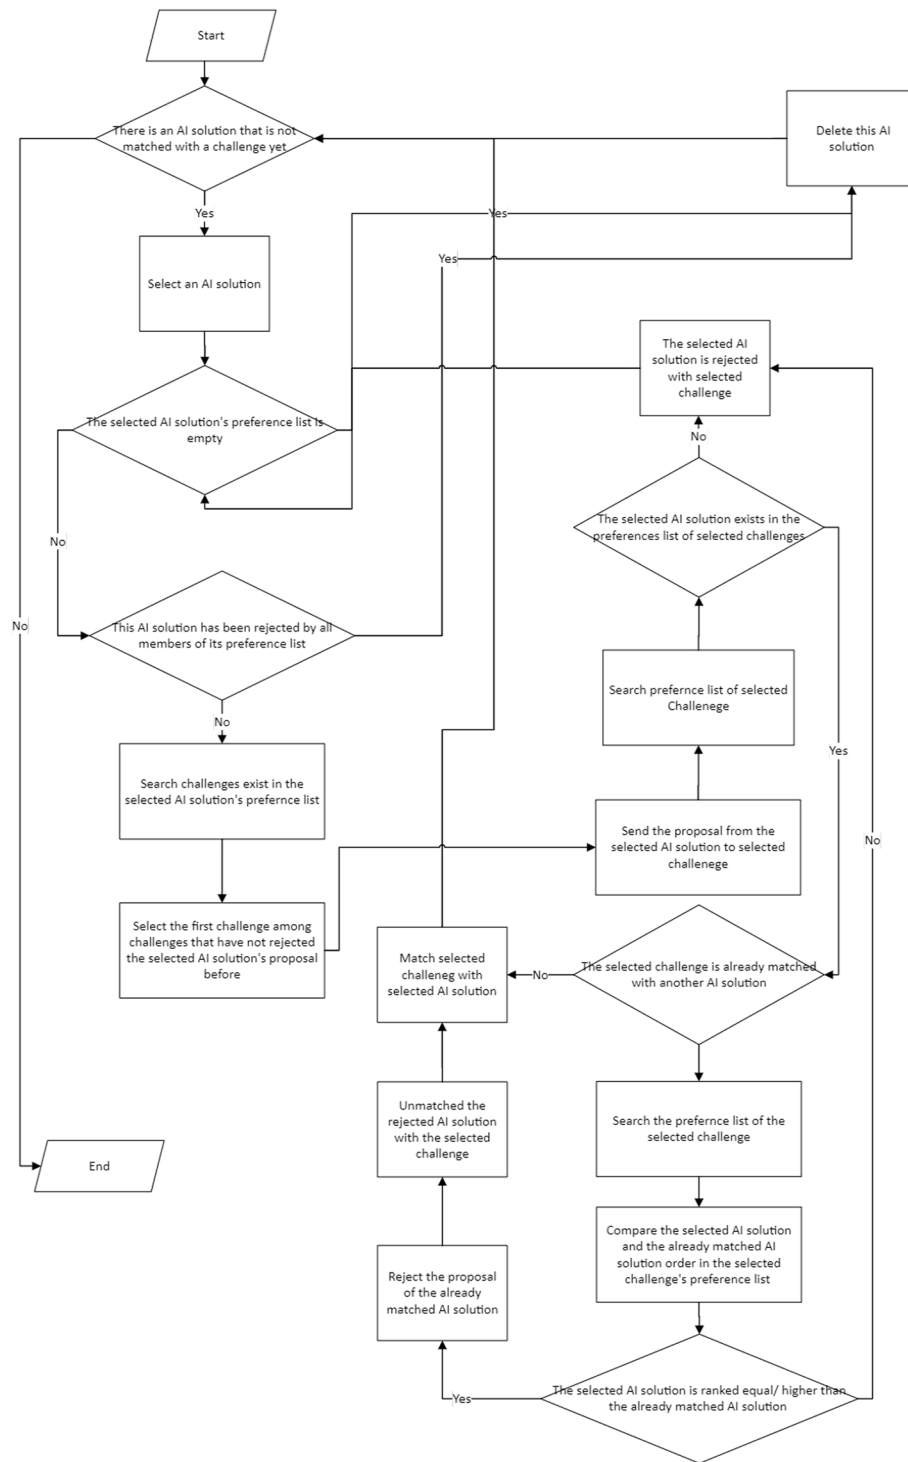 Start
There is an AI solution that is not
matched with a challenge yet
Delete this AI
solution
Yes
Yes
Select an AI solution
Yes
The selected AI
solution is rejected
with selected
challenge
The selected AI solution's preference list is
empty
No
The selected AI solution exists in the
preferences list of selected challenges
No
No
This AI solution has been rejected by all
members of its preference list
Search prefernce list of selected
Challenege
No
Yes
Search challenges exist in the
selected AI solution's prefernce list
Send the proposal from the
selected AI solution to selected
challenege
No
Select the first challenge among
challenges that have not rejected
the selected AI solution's proposal
before
Match selected
challeneg with
selected AI solution
No
The selected challenge is already matched
with another AI solution
Unmatched the
rejected AI solution
with the selected
challenge
Search the prefernce list of the
selected challenge
End
Compare the selected AI solution
and the already matched AI
solution order in the selected
challenge's preference list
Reject the proposal
of the already
matched AI solution
Yes
The selected AI solution is ranked equal/ higher than
the already matched AI solution